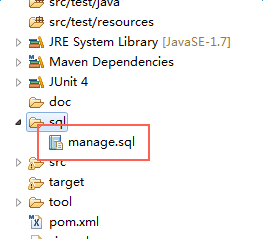 src/test/java
src/test/resources
JRE System Library [JavaSE-1.7]
Maven Dependencies
JUnit 4
doc
sql
manage.sql
src
target
tool
pom.xml